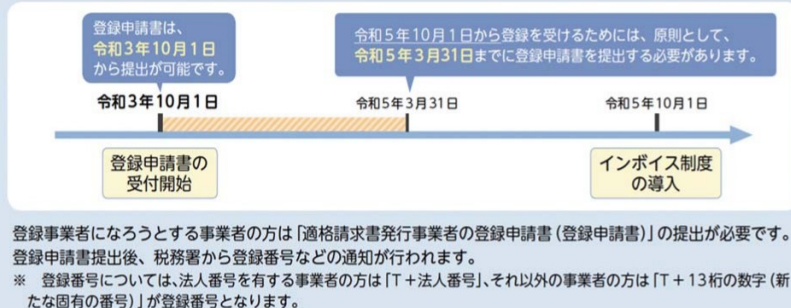 登録申請書は、
令和3年10月1日
から提出が可能です。
令和5年10月1日から登録を受けるためには、原則として、
令和5年3月31日までに登録申請書を提出する必要があります。
令和3年10月1日
令和5年3月31日
令和5年10月1日
登録申請書の
受付開始
インボイス制度
の導入
登録事業者になろうとする事業者の方は「適格請求書発行事業者の登録申請書(登録申請書)」の提出が必要です。
登録申請書提出後、税務署から登録番号などの通知が行われます。
※ 登録番号については、法人番号を有する事業者の方は「T+法人番号」、それ以外の事業者の方は「T+13桁の数字(新
たな固有の番号)」が登録番号となります。